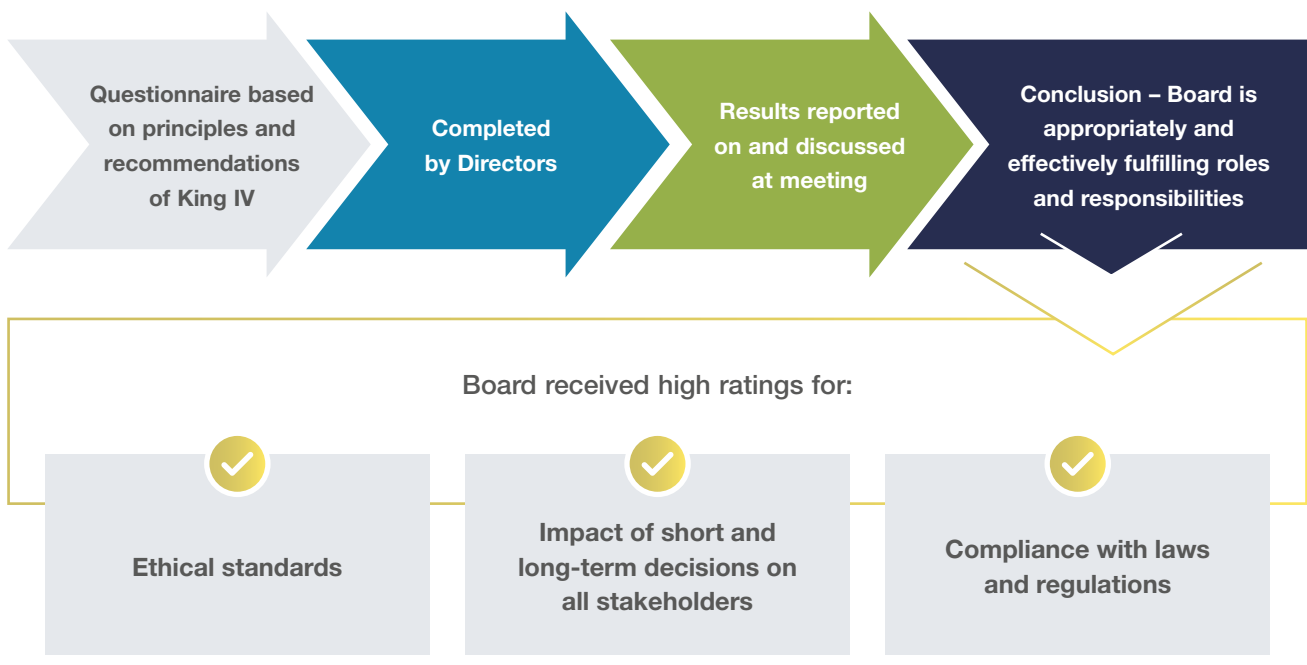 Questionnaire based
on principles and
recommendations
of King IV
Completed
by Directors
Results reported
on and discussed
at meeting
Conclusion – Board is
appropriately and
effectively fulfilling roles
and responsibilities
Board received high ratings for:
Ethical standards
Impact of short and
long-term decisions on
all stakeholders
Compliance with laws
and regulations